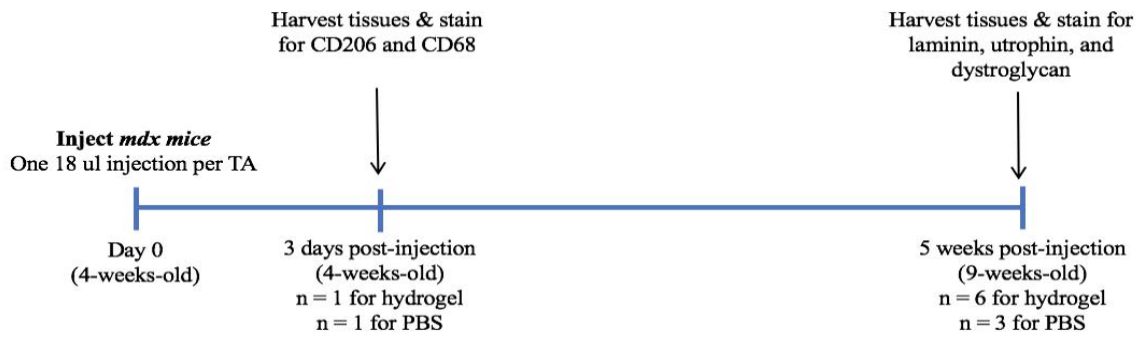 Harvest tissues & stain
for CD206 and CD68
Harvest tissues & stain for
laminin, utrophin, and
dystroglycan
Inject mdx mice
One 18 ul injection per TA
Day 0
(4-weeks-old)
3 days post-injection
(4-weeks-old)
n = 1 for hydrogel
n = 1 for PBS
5 weeks post-injection
(9-weeks-old)
n = 6 for hydrogel
n = 3 for PBS